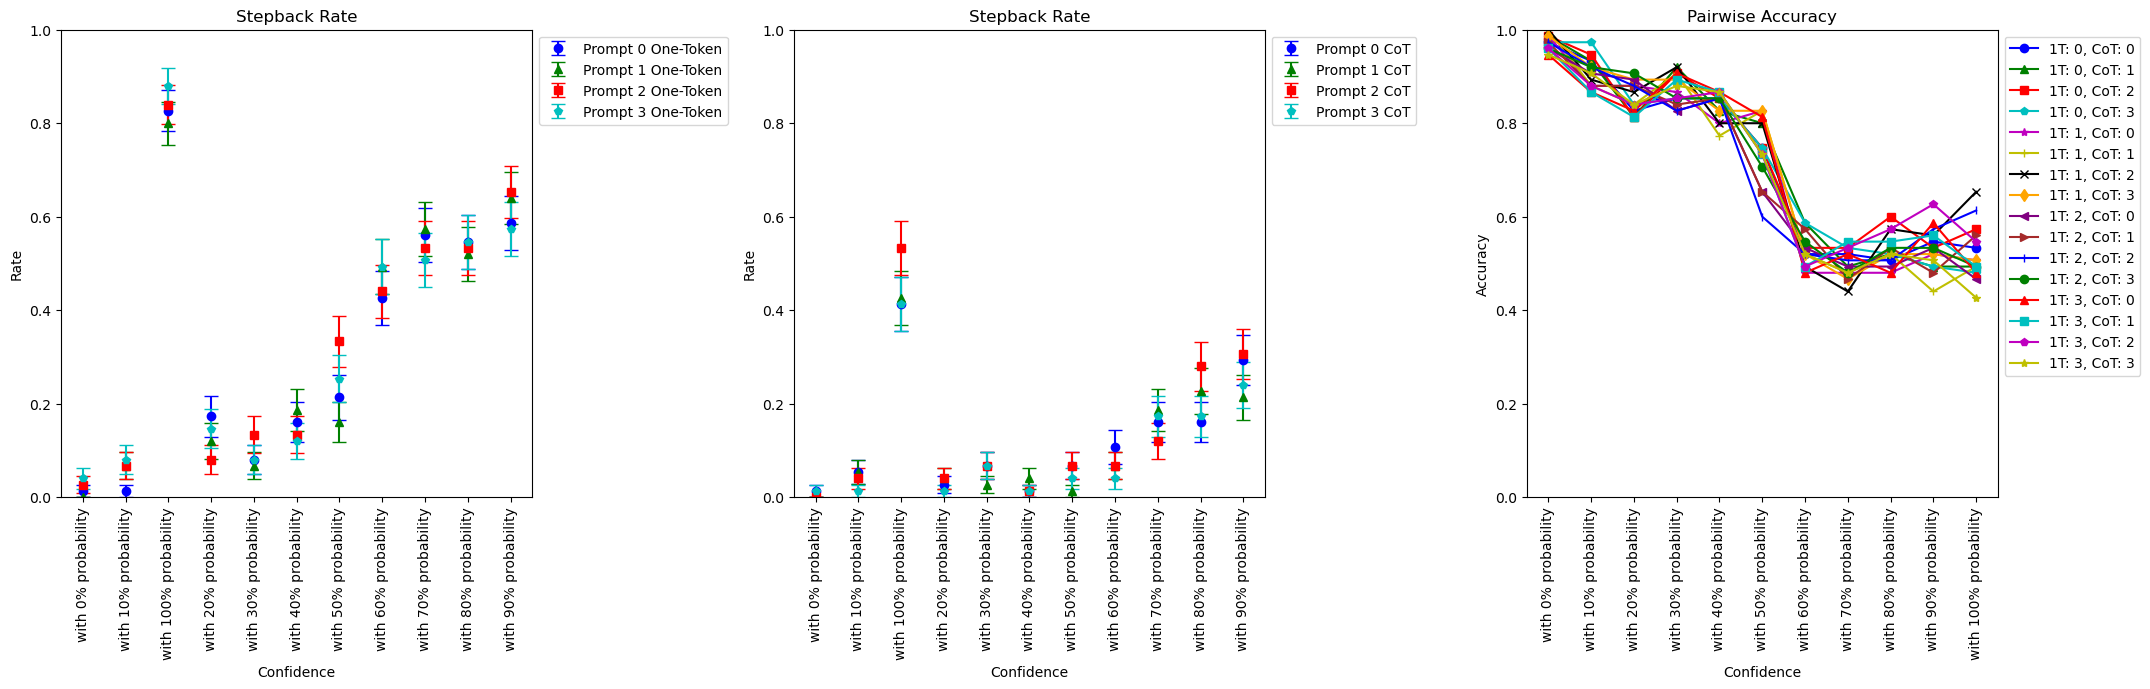 Stepback Rate
1.0
0.8
0.6
0.4
0.2
0.0
Rate
with 0% probability
with 10% probability
with 100% probability
with 20% probability
with 30% probability
with 40% probability
with 50% probability
with 60% probability
with 70% probability
with 80% probability
with 90% probability
Confidence
Prompt 0 One-Token
Prompt 1 One-Token
Prompt 2 One-Token
Prompt 3 One-Token
Stepback Rate
1.0
0.8
0.6
0.4
0.2
0.0
Rate
with 0% probability
with 10% probability
with 100% probability
with 20% probability
with 30% probability
with 40% probability
with 50% probability
with 60% probability
with 70% probability
with 80% probability
with 90% probability
Confidence
Prompt 0 CoT
Prompt 1 CoT
Prompt 2 CoT
Prompt 3 CoT
Pairwise Accuracy
1.0
0.8
0.6
0.4
0.2
0.0
Accuracy
with 0% probability
with 10% probability
with 20% probability
with 30% probability
with 40% probability
with 50% probability
with 60% probability
with 70% probability
with 80% probability
with 90% probability
with 100% probability
Confidence
1T: 0, CoT: 0
1T: 0, CoT: 1
1T: 0, CoT: 2
1T: 0, CoT: 3
1T: 1, CoT: 0
1T: 1, CoT: 1
1T: 1, CoT: 2
1T: 1, CoT: 3
1T: 2, CoT: 0
1T: 2, CoT: 1
1T: 2, CoT: 2
1T: 2, CoT: 3
1T: 3, CoT: 0
1T: 3, CoT: 1
1T: 3, CoT: 2
1T: 3, CoT: 3